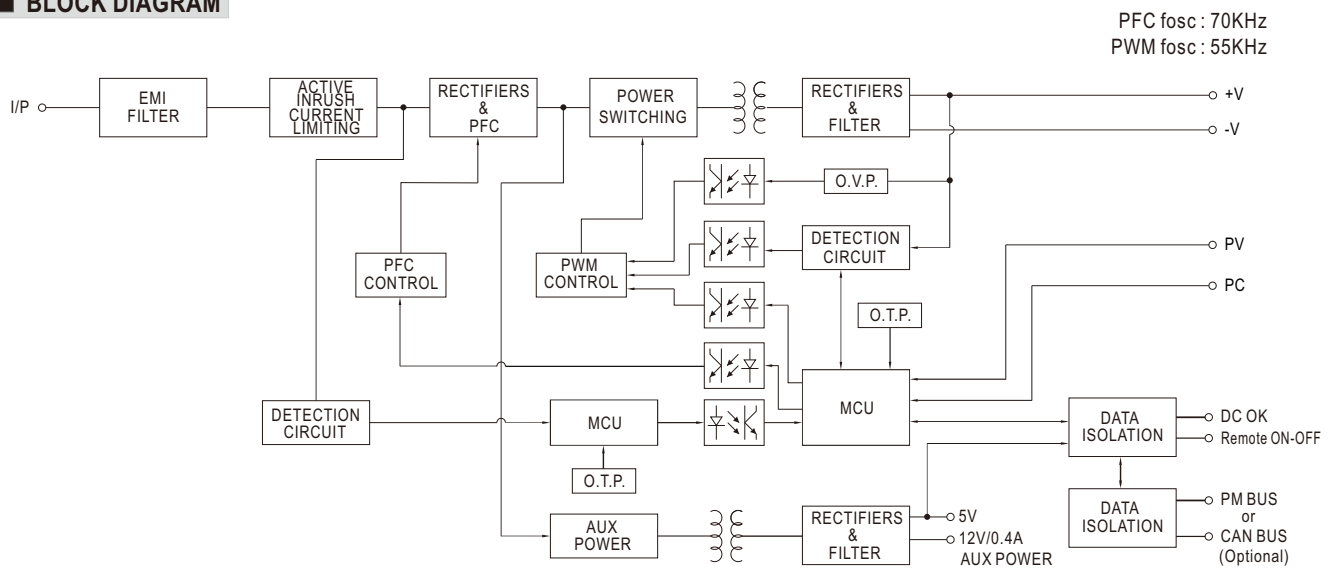 BLOCK DIAGRAM
PFC fosc : 70KHz
PWM fosc : 55KHz
I/P
EMI
FILTER
ACTIVE
INRUSH
CURRENT
LIMITING
RECTIFIERS
&
PFC
POWER
SWITCHING
RECTIFIERS
&
FILTER
+V
-V
O.V.P.
DETECTION
CIRCUIT
PFC
CONTROL
PWM
CONTROL
PV
PC
O.T.P.
DETECTION
CIRCUIT
MCU
MCU
O.T.P.
DATA
ISOLATION
DC OK
Remote ON-OFF
DATA
ISOLATION
PM BUS
or
CAN BUS
(Optional)
AUX
POWER
RECTIFIERS
&
FILTER
5V
12V/0.4A
AUX POWER